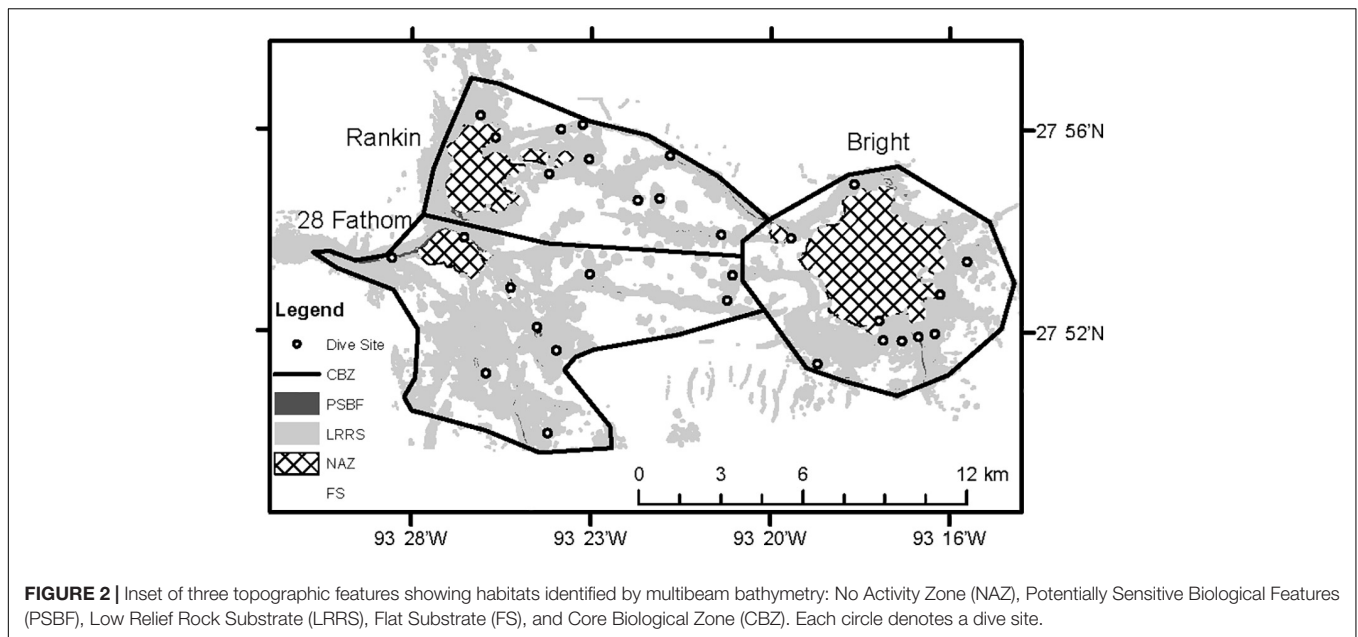 Rankin
28 Fathom
Bright
27 56'N
27 52'N
Legend
Dive Site
CBZ
PSBF
LRRS
NAZ
FS
0 3 6 12 km
93 28'W 93 23'W 93 20'W 93 16'W
FIGURE 2 | Inset of three topographic features showing habitats identified by multibeam bathymetry: No Activity Zone (NAZ), Potentially Sensitive Biological Features
(PSBF), Low Relief Rock Substrate (LRRS), Flat Substrate (FS), and Core Biological Zone (CBZ). Each circle denotes a dive site.